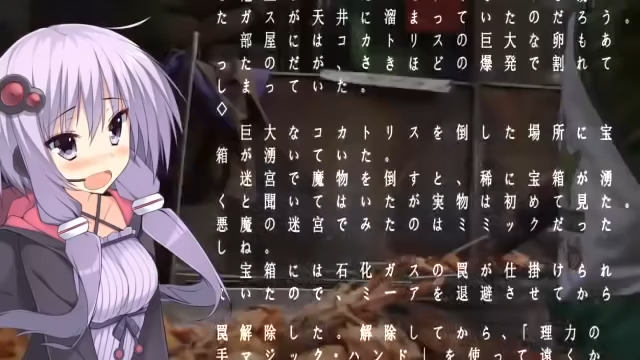 たガスが天井に溜まっていたのだろう。
部屋にはコカトリスの巨大な卵もあ
ったのだが、さきほどの爆発で割れて
しまっていた。
◇
巨大なコカトリスを倒した場所に宝
箱が湧いていた。
迷宮で魔物を倒すと、稀に宝箱が湧
くと聞いてはいたが実物は初めて見た。
悪魔の迷宮でみたのはミミックだった
しね。
宝箱には石化ガスの罠が仕掛けられ
いたので、ミーアを退避させてから
罠解除した。解除してから、「理力の
手マジック・ハンド」を使って遠